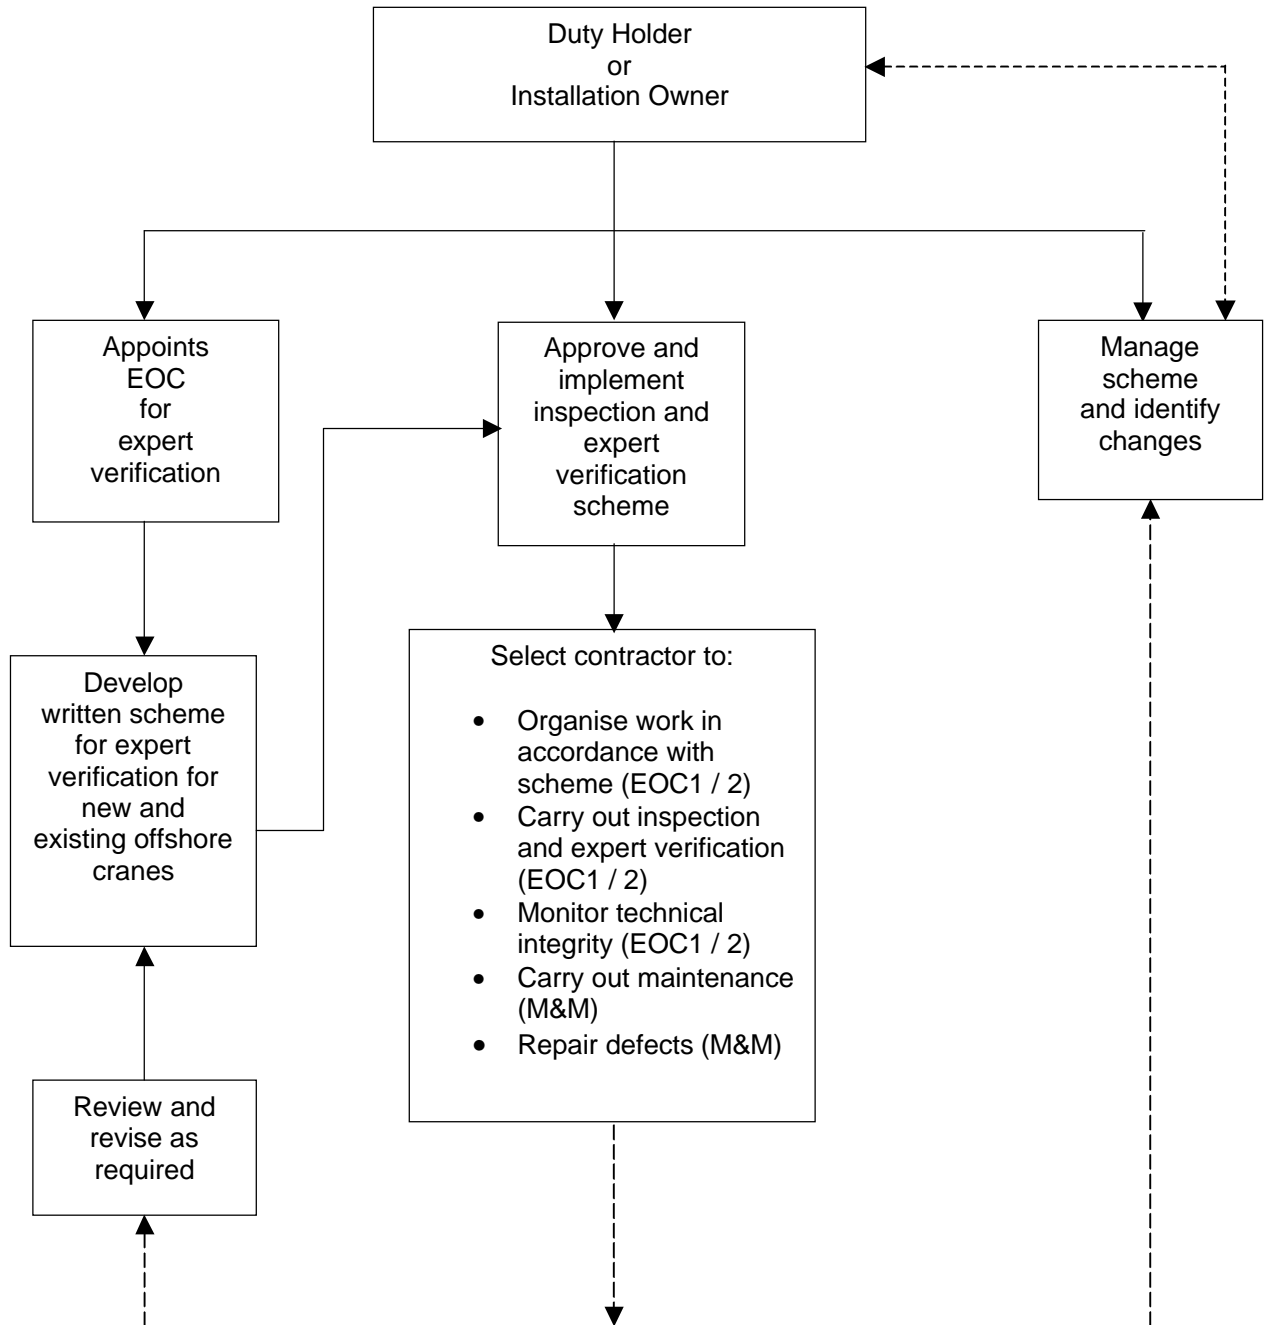 Duty Holder
or
Installation Owner
Appoints
EOC
for
expert
verification
Approve and
implement
inspection and
expert
verification
scheme
Manage
scheme
and identify
changes
Develop
written scheme
for expert
verification for
new and
existing offshore
cranes
Select contractor to:
• Organise work in
accordance with
scheme (EOC1 / 2)
• Carry out inspection
and expert verification
(EOC1 / 2)
• Monitor technical
integrity (EOC1 / 2)
• Carry out maintenance
(M&M)
• Repair defects (M&M)
Review and
revise as
required